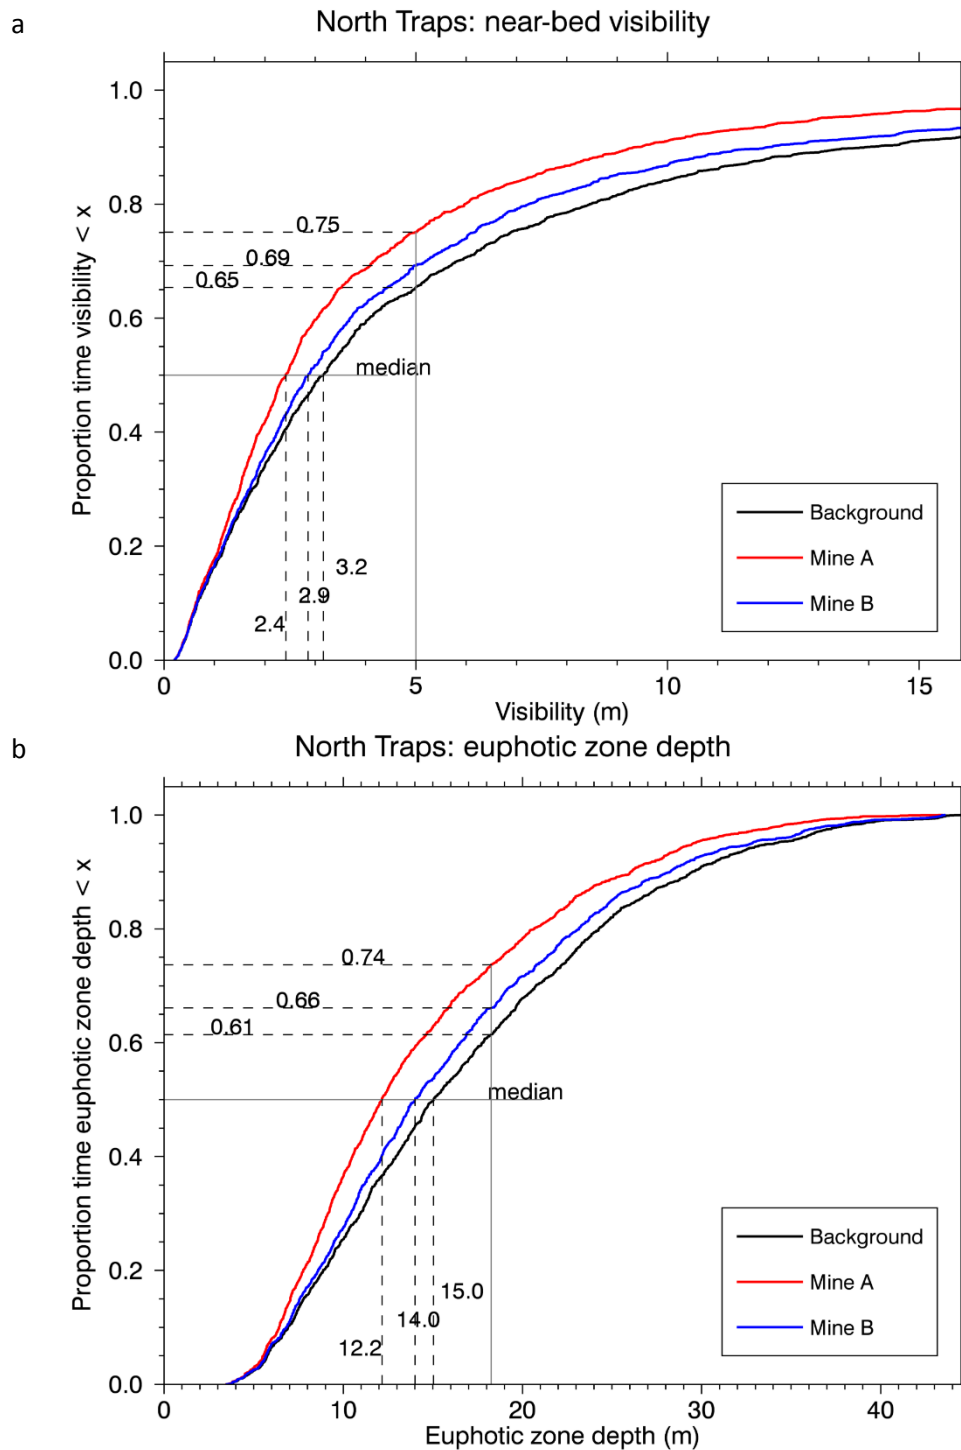 a
North Traps: near-bed visibility
Proportion time visibility < x
1.0
0.8
0.6
0.4
0.2
0.0
0.75
0.69
0.65
median
3.2
2.9
2.4
Background
Mine A
Mine B
0 5 10 15
Visibility (m)
b
North Traps: euphotic zone depth
Proportion time euphotic zone depth < x
1.0
0.8
0.6
0.4
0.2
0.0
0.74
0.66
0.61
median
15.0
14.0
12.2
Background
Mine A
Mine B
0 10 20 30 40
Euphotic zone depth (m)